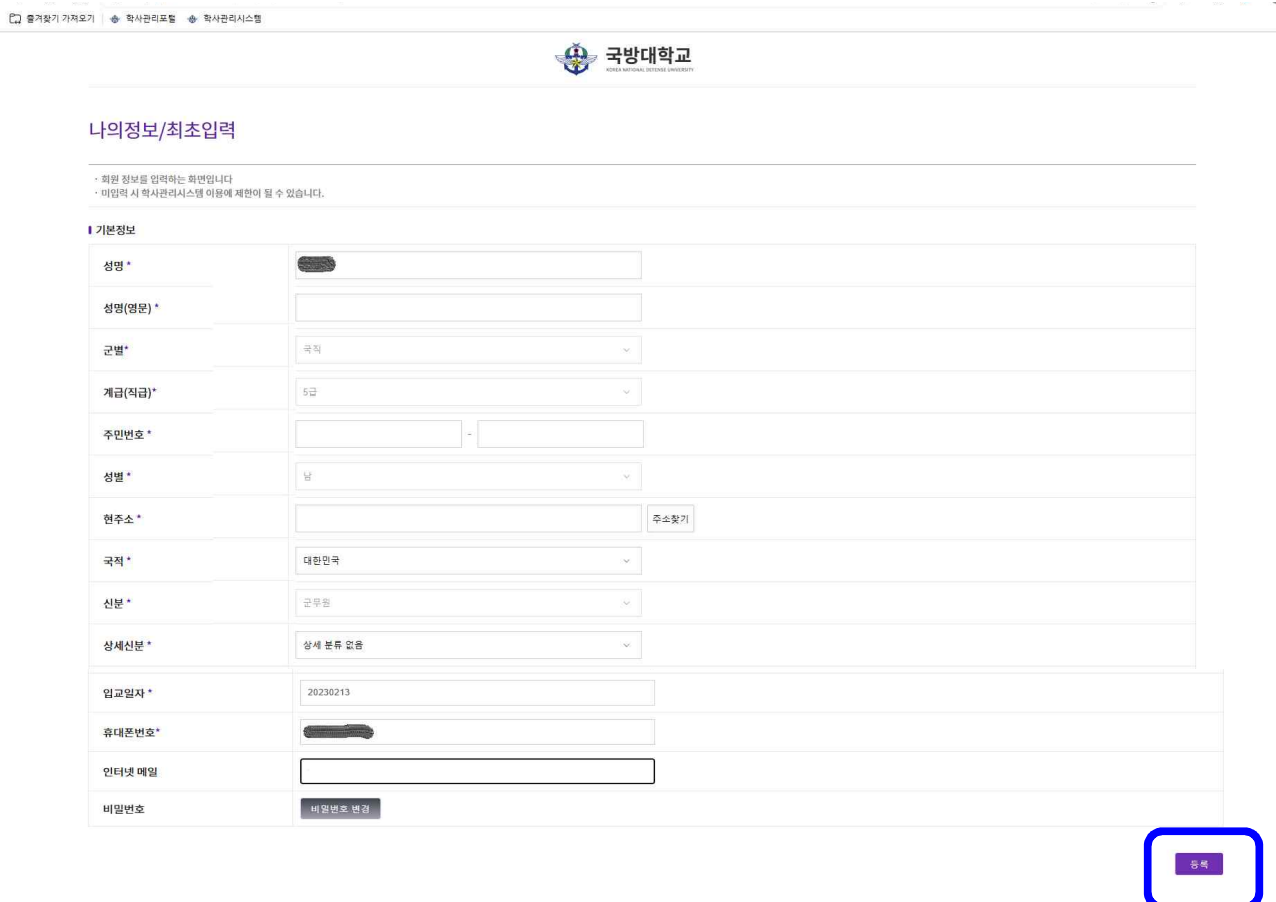 즐겨찾기 가져오기 학사관리포털 학사관리시스템
국방대학교
KOREA NATIONAL DEFENSE UNIVERSITY
나의정보/최초입력
· 회원 정보를 입력하는 화면입니다
· 미입력 시 학사관리시스템 이용에 제한이 될 수 있습니다.
기본정보
성명 *
성명(영문) *
군별* 국직
계급(직급)* 5급
주민번호 * -
성별 * 남
현주소 * 주소찾기
국적 * 대한민국
신분 * 군무원
상세신분 * 상세 분류 없음
입교일자 * 20230213
휴대폰번호*
인터넷 메일
비밀번호 비밀번호 변경
등록